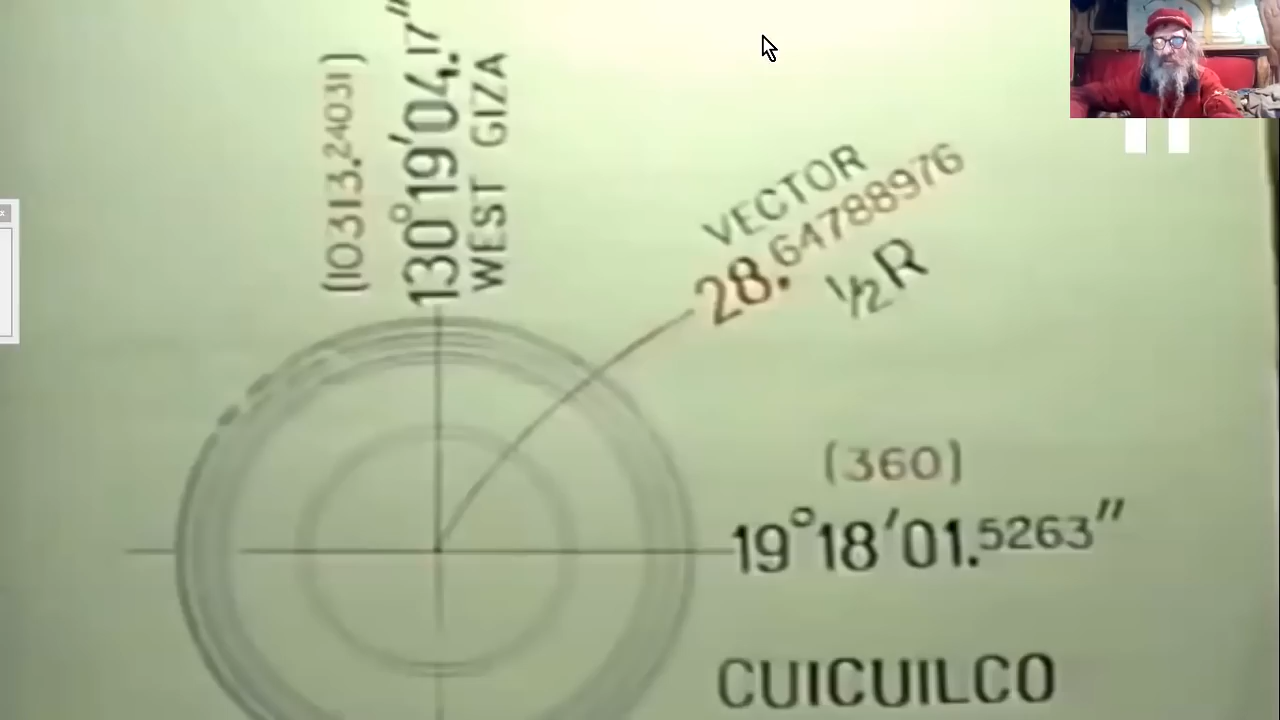 (10313.24031)
130°19′04.17″
WEST GIZA
VECTOR
28.64788976
½R
(360)
19°18′01.5263″
CUICUILCO
x